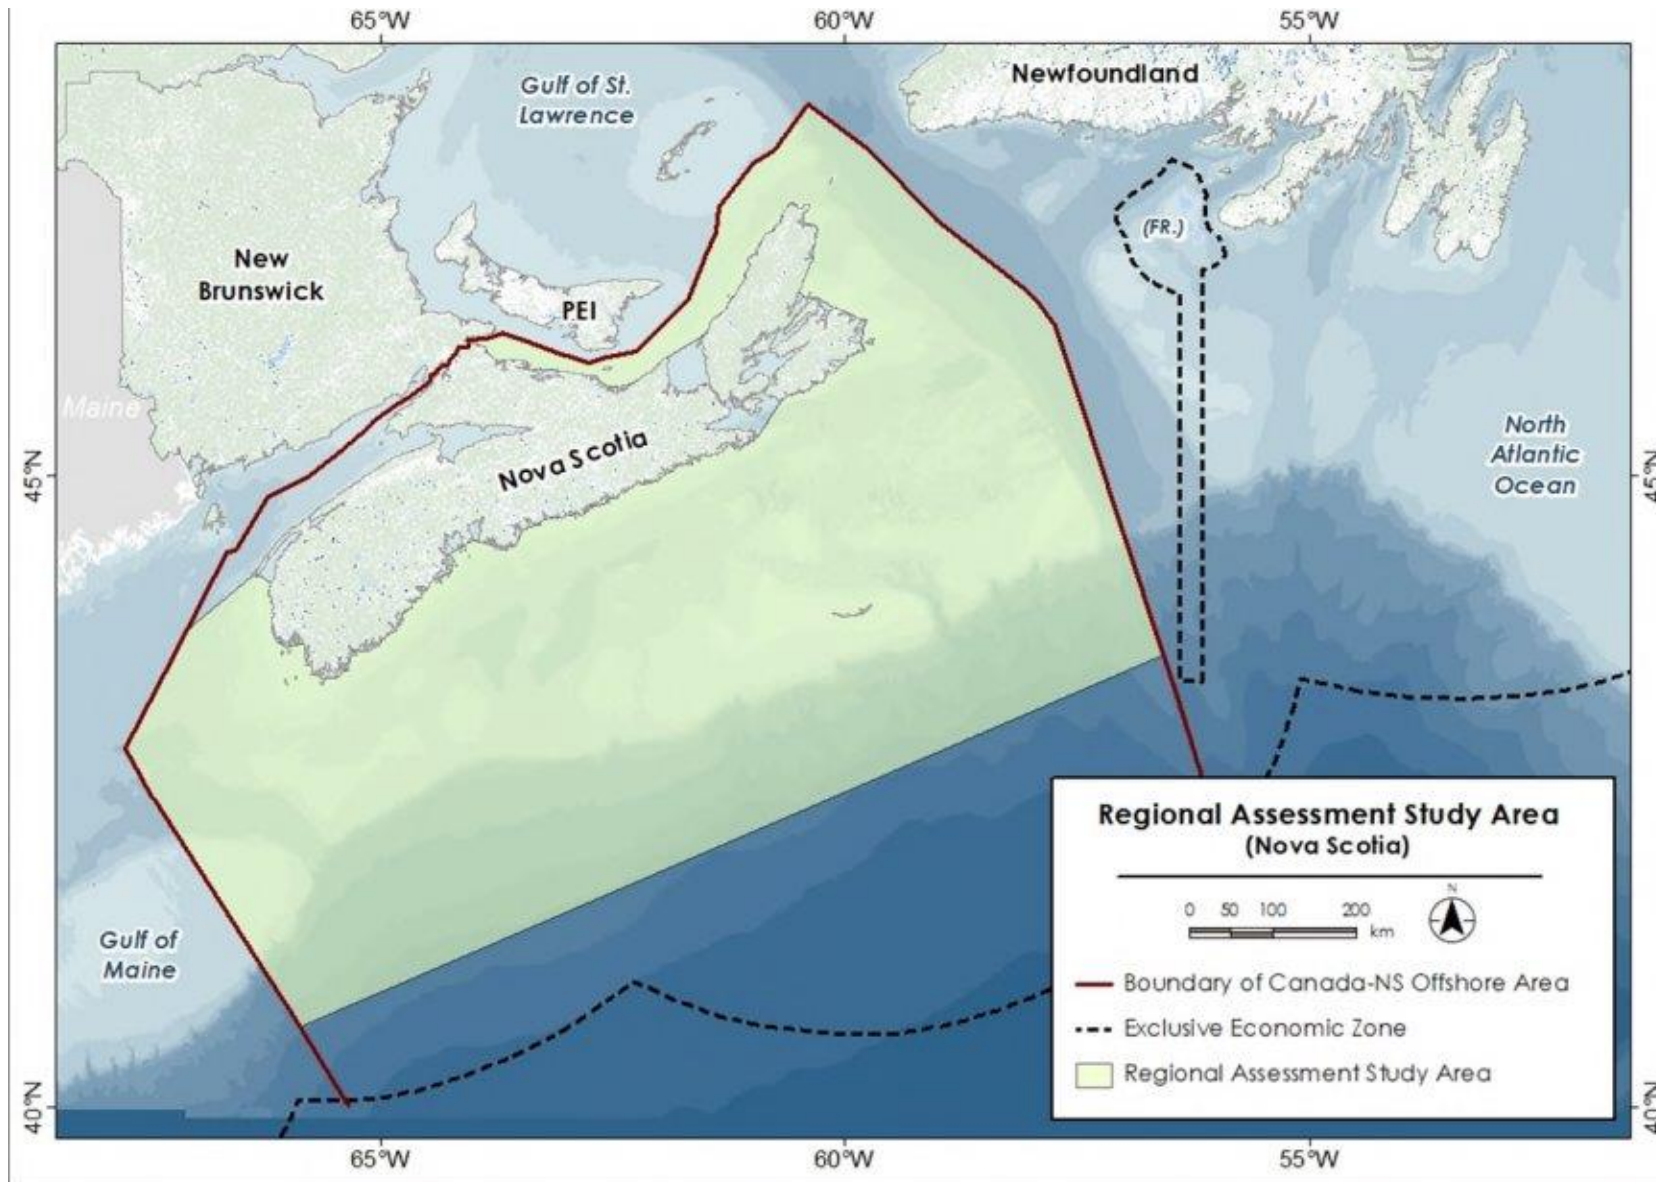 65°W
60°W
55°W
Gulf of St.
Lawrence
Newfoundland
(FR.)
New
Brunswick
PEI
Maine
Nova Scotia
North
Atlantic
Ocean
45°N
45°N
Gulf of
Maine
Regional Assessment Study Area
(Nova Scotia)
0 50 100 200
km
N
Boundary of Canada-NS Offshore Area
Exclusive Economic Zone
Regional Assessment Study Area
40°N
40°N
65°W
60°W
55°W